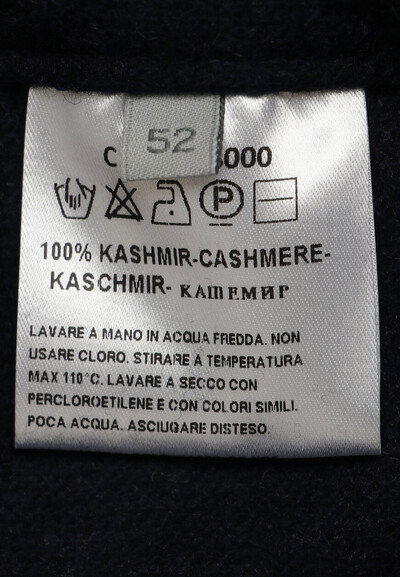 52
C 000
P
100% KASHMIR-CASHMERE-
KASCHMIR- КАШЕМИР
LAVARE A MANO IN ACQUA FREDDA. NON
USARE CLORO. STIRARE A TEMPERATURA
MAX 110°C. LAVARE A SECCO CON
PERCLOROETILENE E CON COLORI SIMILI.
POCA ACQUA. ASCIUGARE DISTESO.